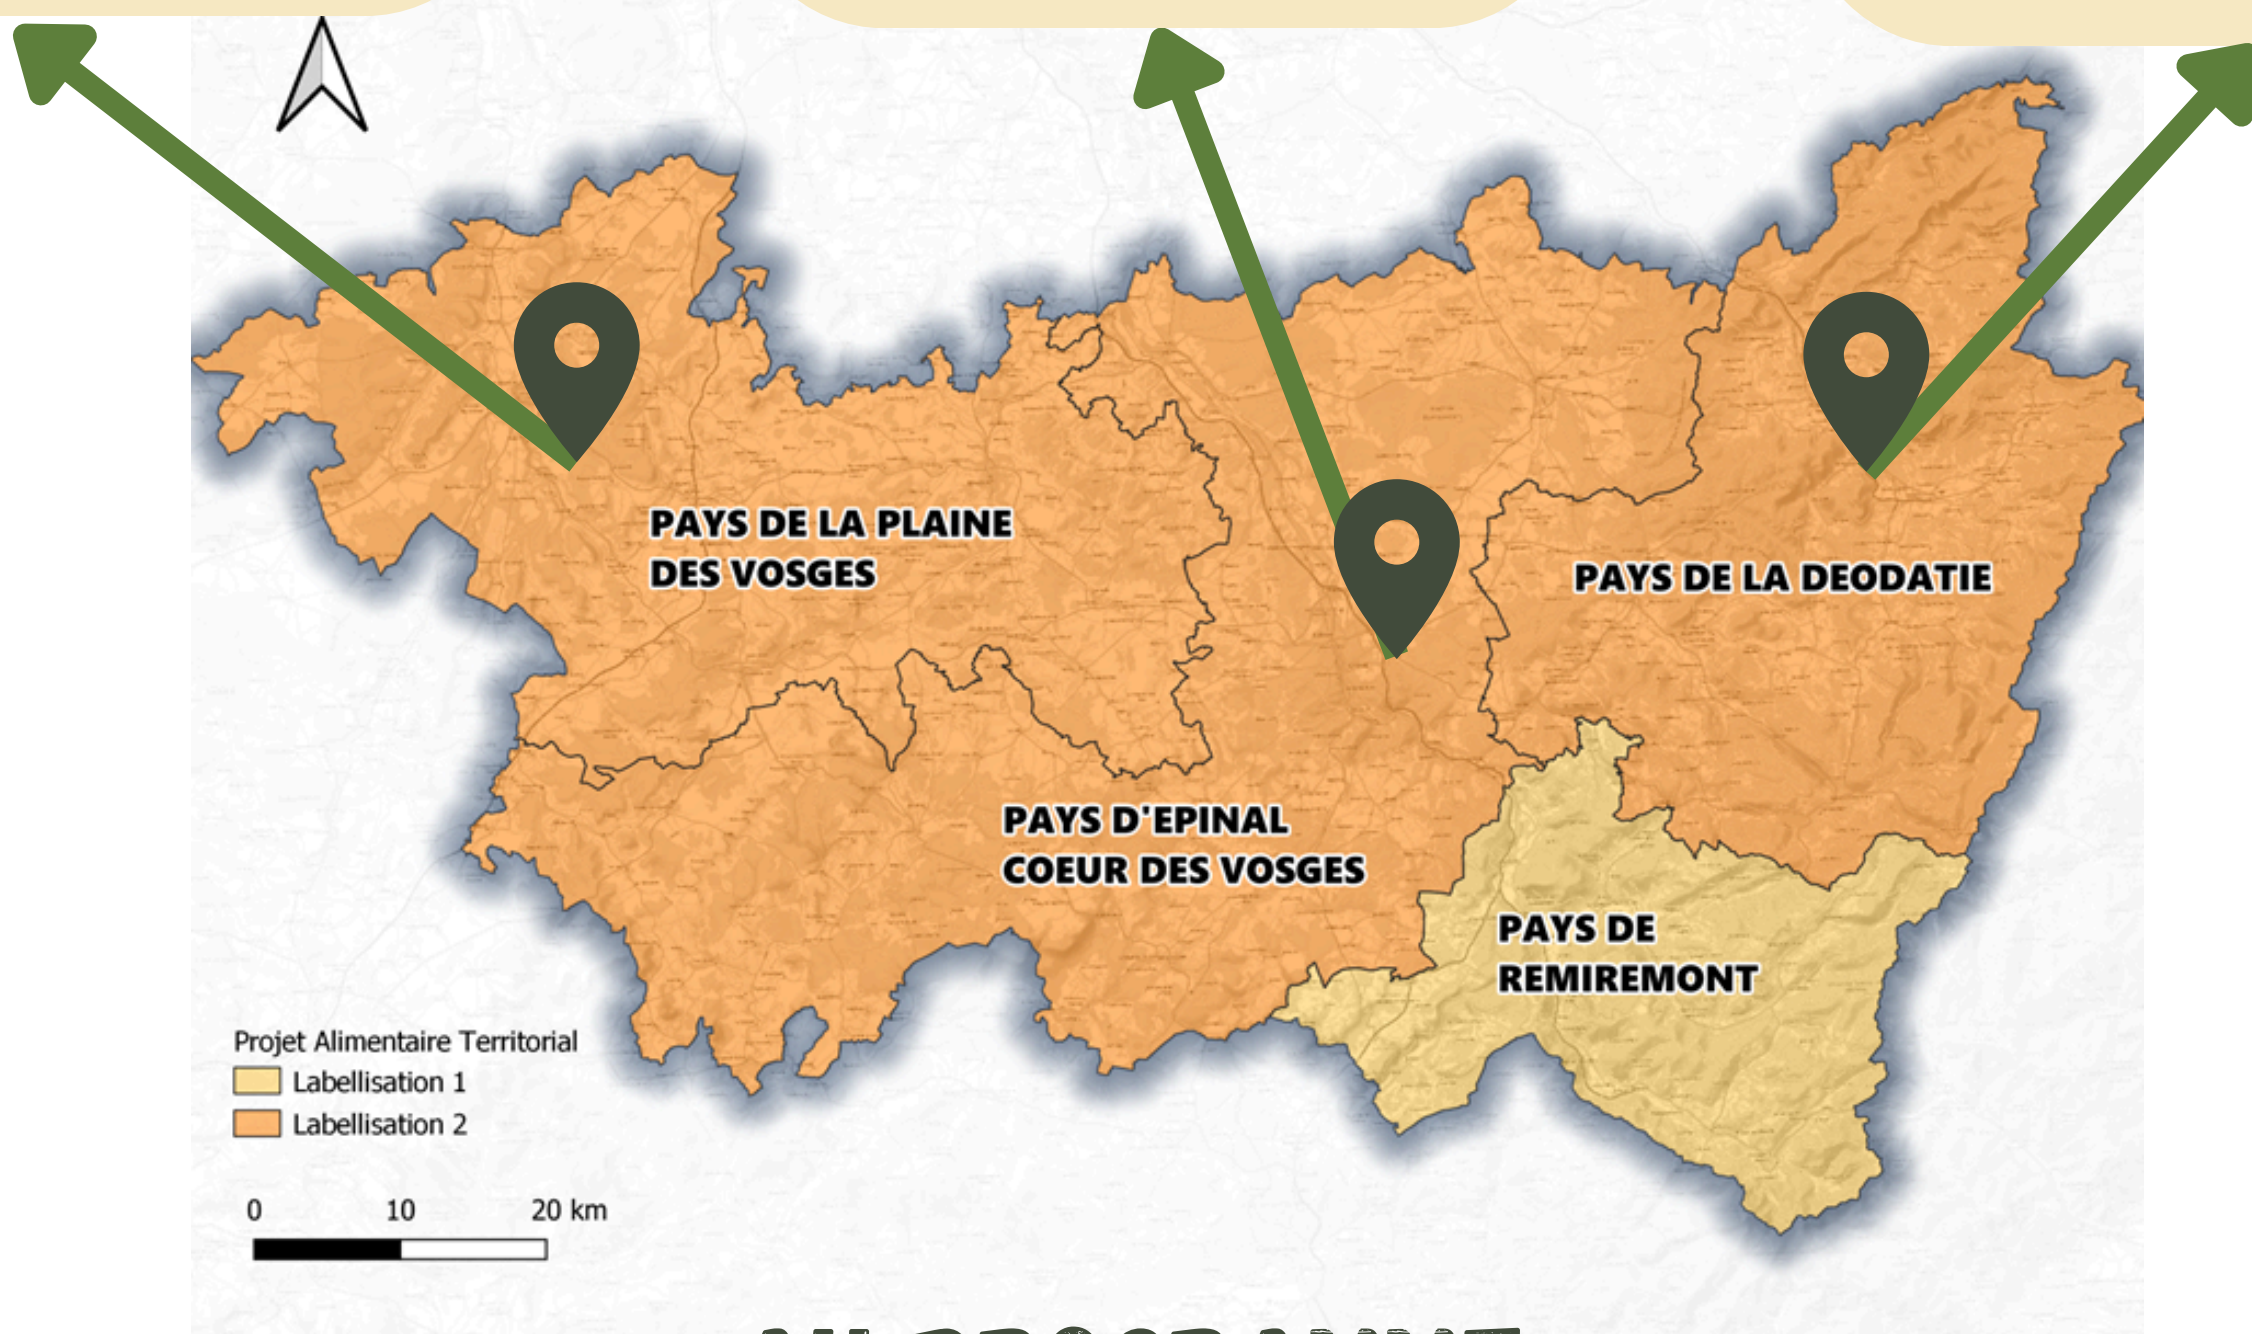 PAYS DE LA PLAINE
DES VOSGES
PAYS DE LA DEODATIE
PAYS D'EPINAL
COEUR DES VOSGES
PAYS DE
REMIREMONT
Projet Alimentaire Territorial
Labellisation 1
Labellisation 2
0 10 20 km